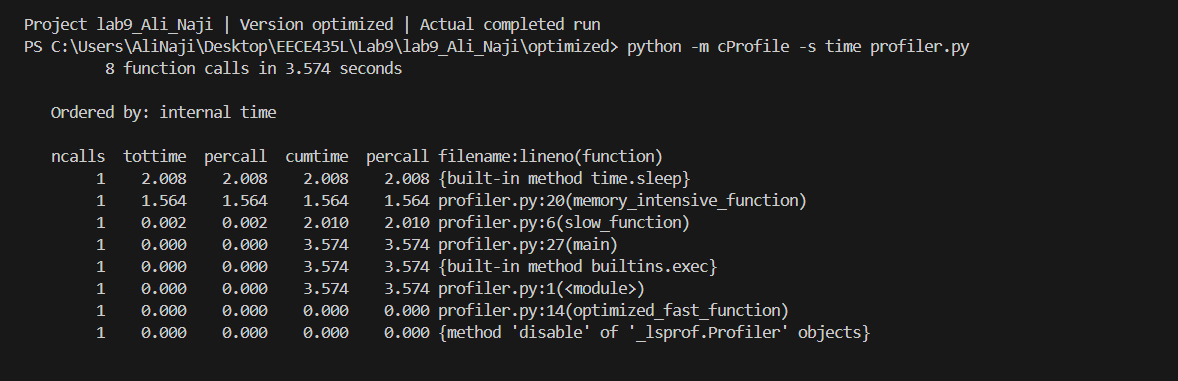 Project lab9_Ali_Naji | Version optimized | Actual completed run
PS C:\Users\AliNaji\Desktop\EECE435L\Lab9\lab9_Ali_Naji\optimized> python -m cProfile -s time profiler.py
         8 function calls in 3.574 seconds
   Ordered by: internal time
   ncalls  tottime  percall  cumtime  percall filename:lineno(function)
        1    2.008    2.008    2.008    2.008 {built-in method time.sleep}
        1    1.564    1.564    1.564    1.564 profiler.py:20(memory_intensive_function)
        1    0.002    0.002    2.010    2.010 profiler.py:6(slow_function)
        1    0.000    0.000    3.574    3.574 profiler.py:27(main)
        1    0.000    0.000    3.574    3.574 {built-in method builtins.exec}
        1    0.000    0.000    3.574    3.574 profiler.py:1(<module>)
        1    0.000    0.000    0.000    0.000 profiler.py:14(optimized_fast_function)
        1    0.000    0.000    0.000    0.000 {method 'disable' of '_lsprof.Profiler' objects}